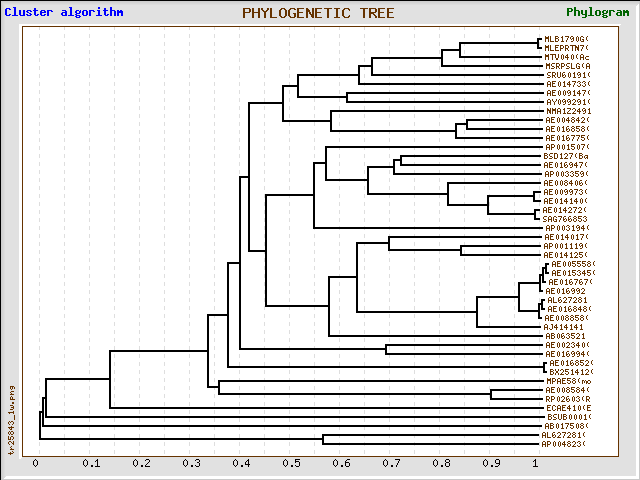 Cluster algorithm
PHYLOGENETIC TREE
Phylogram
MLB1790G(
MLEPRTN7(
MTV040(Ac
MSRPSLG(A
SRU60191(
AE014733(
AE009147(
AY099291(
NMA1Z2491
AE004842(
AE016858(
AE016775(
AP001507(
BSD127(Ba
AE016947(
AP003359(
AE008406(
AE009973(
AE014140(
AE014272(
SAG766853
AP003194(
AE014017(
AP001119(
AE014125(
AE005558(
AE015345(
AE016767(
AE016992
AL627281
AE016848(
AE008858(
AJ414141
AB063521
AE002340(
AE016994(
AE016852(
BX251412(
MPAE58(mo
AE008584(
RP02603(R
ECAE410(E
BSUB0001(
AB017508(
AL627281(
AP004823(
tr25843_1w.png
0 0.1 0.2 0.3 0.4 0.5 0.6 0.7 0.8 0.9 1